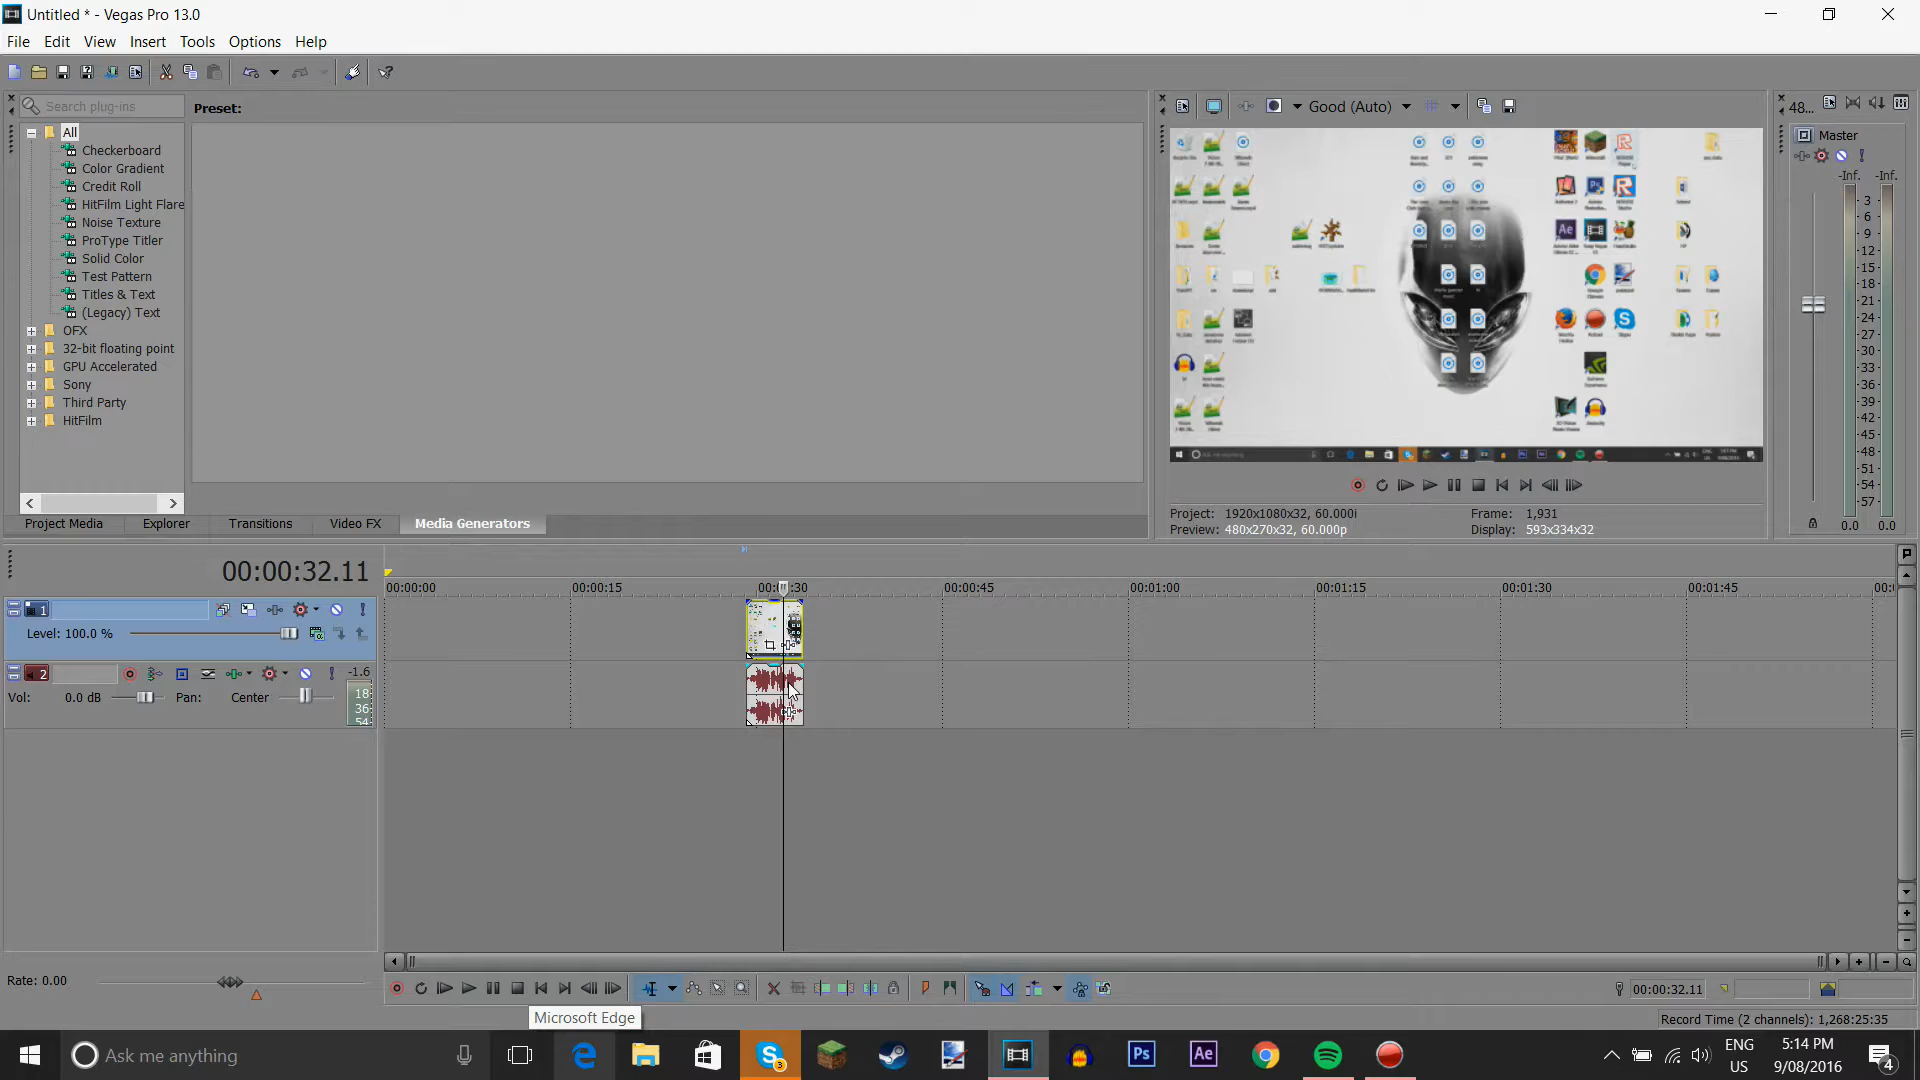 Untitled * - Vegas Pro 13.0
File Edit View Insert Tools Options Help
Search plug-ins
Preset:
Good (Auto)
48...
All
Checkerboard
Color Gradient
Credit Roll
HitFilm Light Flare
Noise Texture
ProType Titler
Solid Color
Test Pattern
Titles & Text
(Legacy) Text
OFX
32-bit floating point
GPU Accelerated
Sony
Third Party
HitFilm
Master
-Inf. -Inf.
3
6
9
12
15
18
21
24
27
30
33
36
39
42
45
48
51
54
57
0.0 0.0
Project Media Explorer Transitions Video FX Media Generators
Project: 1920x1080x32, 60.000i Frame: 1,931
Preview: 480x270x32, 60.000p Display: 593x334x32
00:00:32.11
00:00:00 00:00:15 00:00:30 00:00:45 00:01:00 00:01:15 00:01:30 00:01:45
1
Level: 100.0 %
2 -1.6
Vol: 0.0 dB Pan: Center
18
36
54
Rate: 0.00
00:00:32.11
Microsoft Edge
Record Time (2 channels): 1,268:25:35
Ask me anything
3
Ps
Ae
ENG
US
5:14 PM
9/08/2016
4